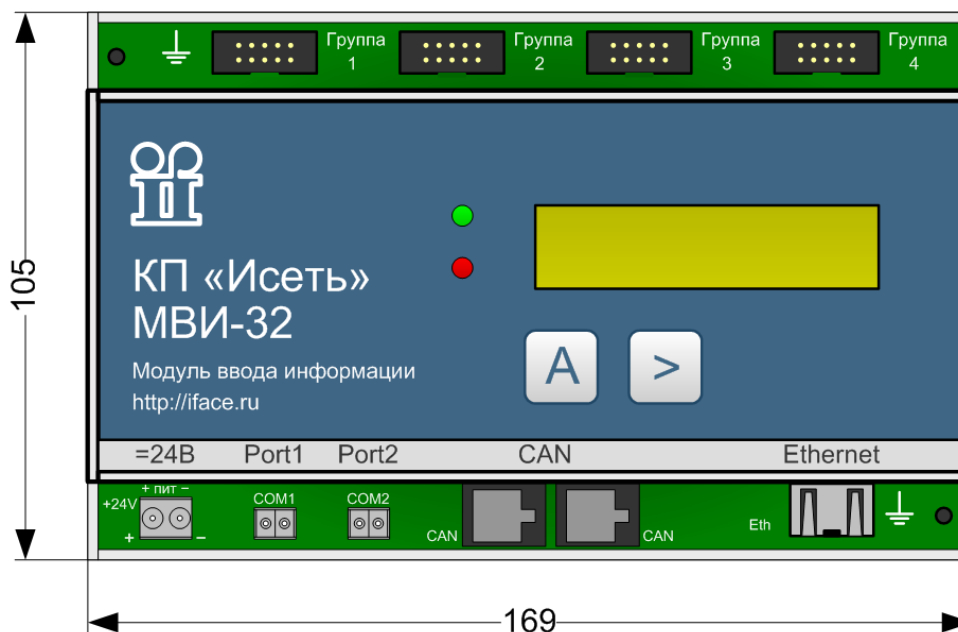 Группа 1
Группа 2
Группа 3
Группа 4
105
КП «Исеть»
МВИ-32
Модуль ввода информации
http://iface.ru
A
>
=24В
Port1
Port2
CAN
Ethernet
+ пит –
+24V
+
–
COM1
COM2
CAN
CAN
Eth
169